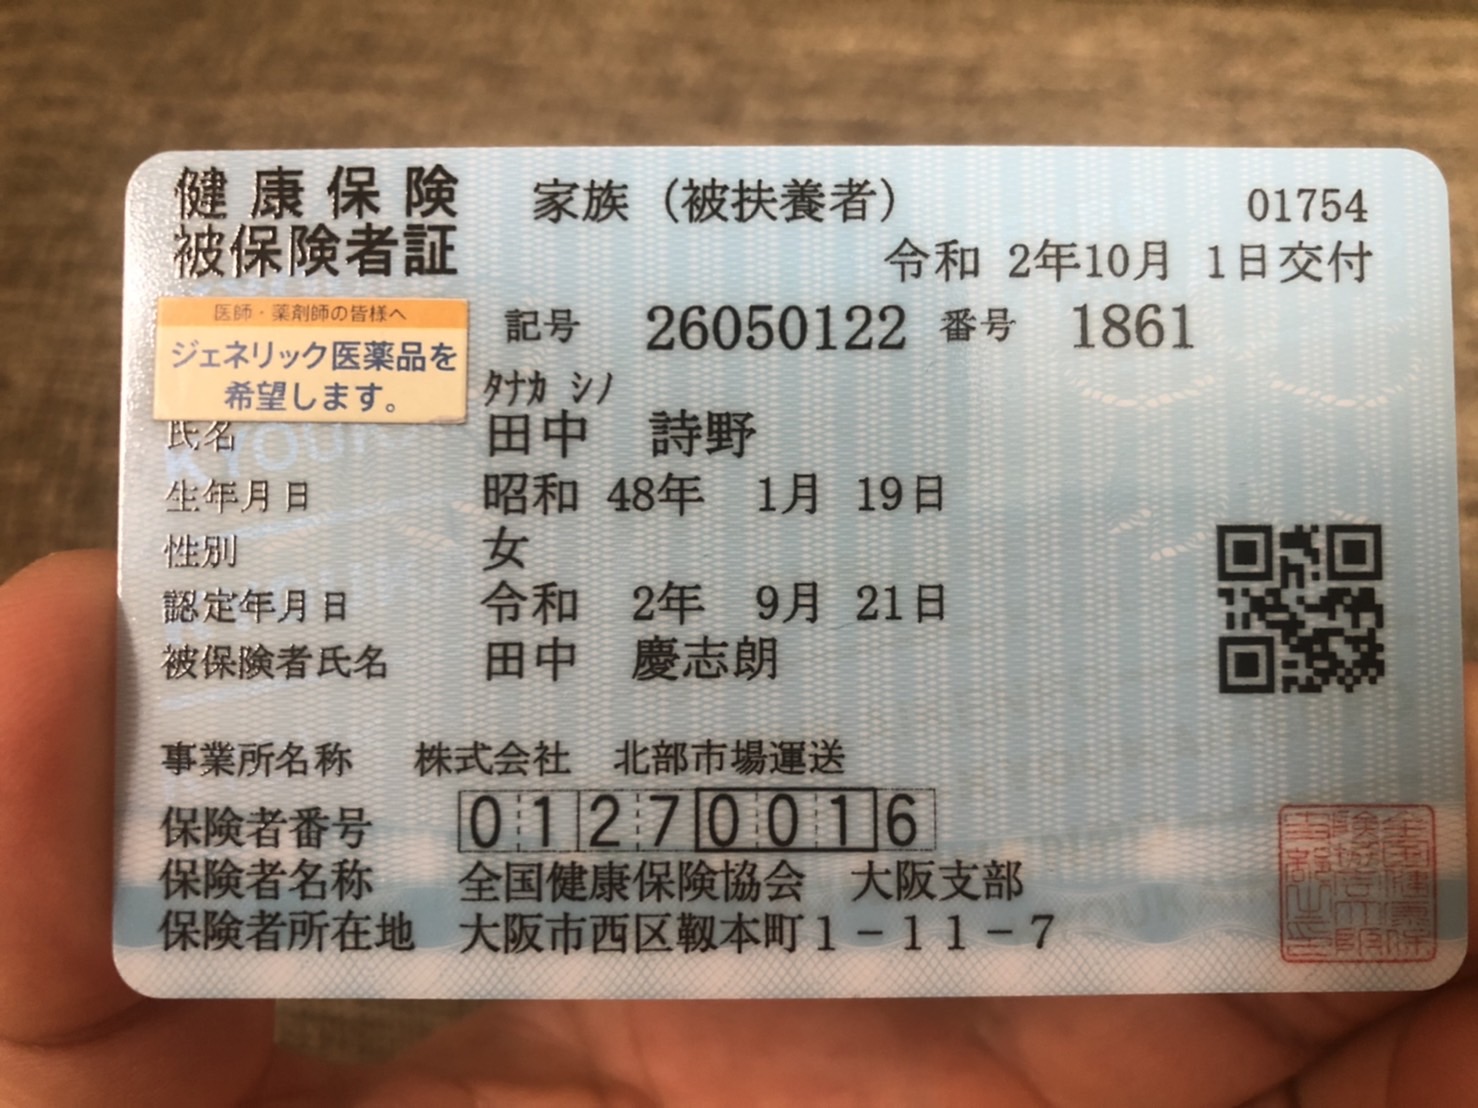 健康保険 家族（被扶養者） 01754
被保険者証 令和 2年10月 1日交付
医師・薬剤師の皆様へ
ジェネリック医薬品を
希望します。
記号 26050122 番号 1861
ﾀﾅｶ ｼﾉ
氏名 田中 詩野
生年月日 昭和 48年 1月 19日
性別 女
認定年月日 令和 2年 9月 21日
被保険者氏名 田中 慶志朗
事業所名称 株式会社 北部市場運送
保険者番号 01270016
保険者名称 全国健康保険協会 大阪支部
保険者所在地 大阪市西区靱本町１－１１－７